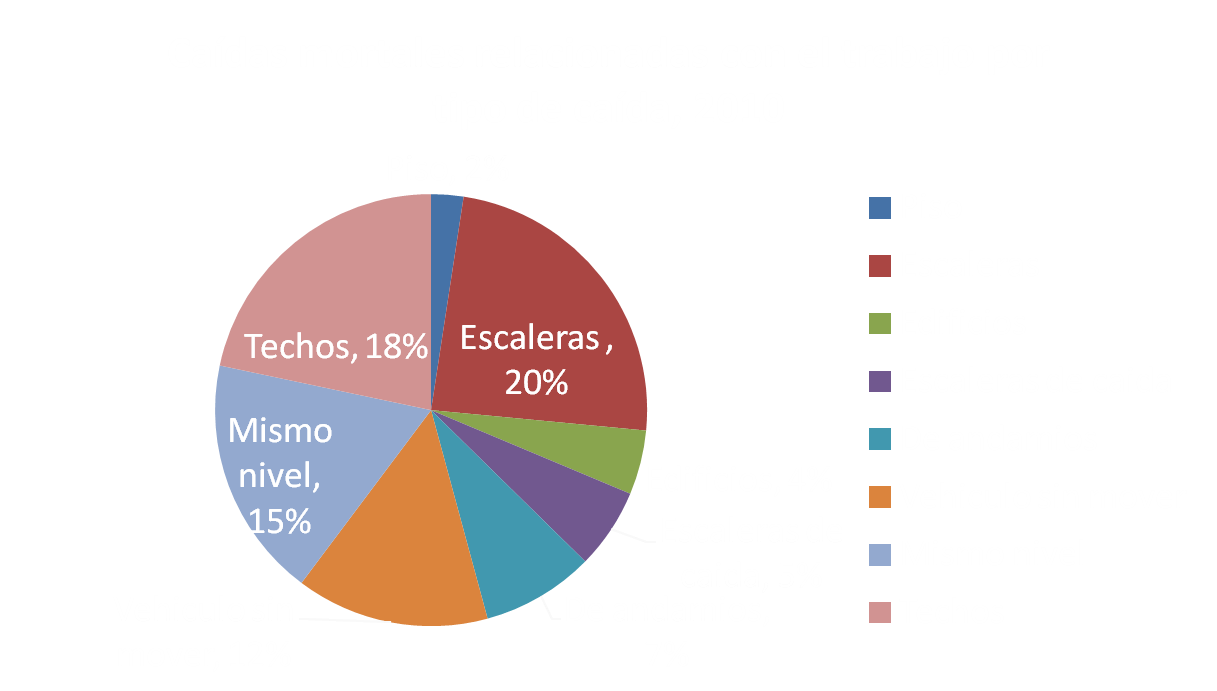 Techos, 18%
Escaleras ,
20%
Mismo
nivel,
15%